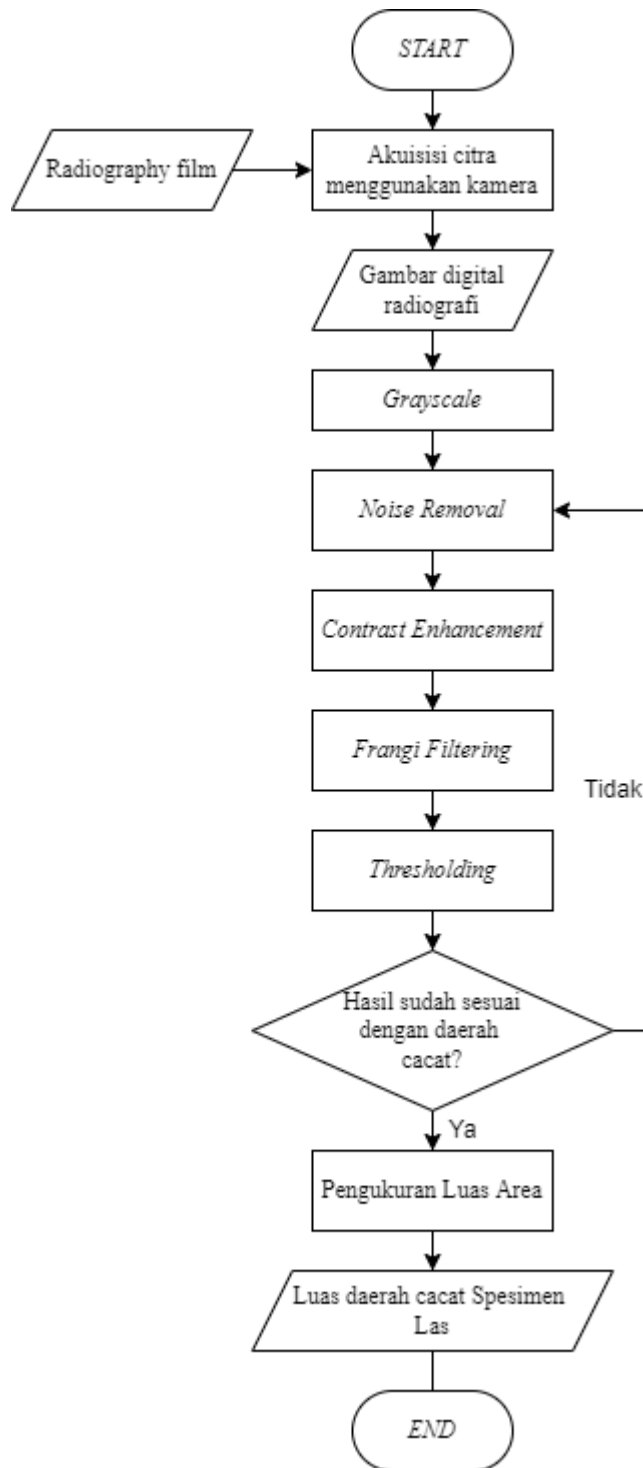 START
Radiography film
Akuisisi citra
menggunakan kamera
Gambar digital
radiografi
Grayscale
Noise Removal
Contrast Enhancement
Frangi Filtering
Tidak
Thresholding
Hasil sudah sesuai
dengan daerah
cacat?
Ya
Pengukuran Luas Area
Luas daerah cacat Spesimen
Las
END